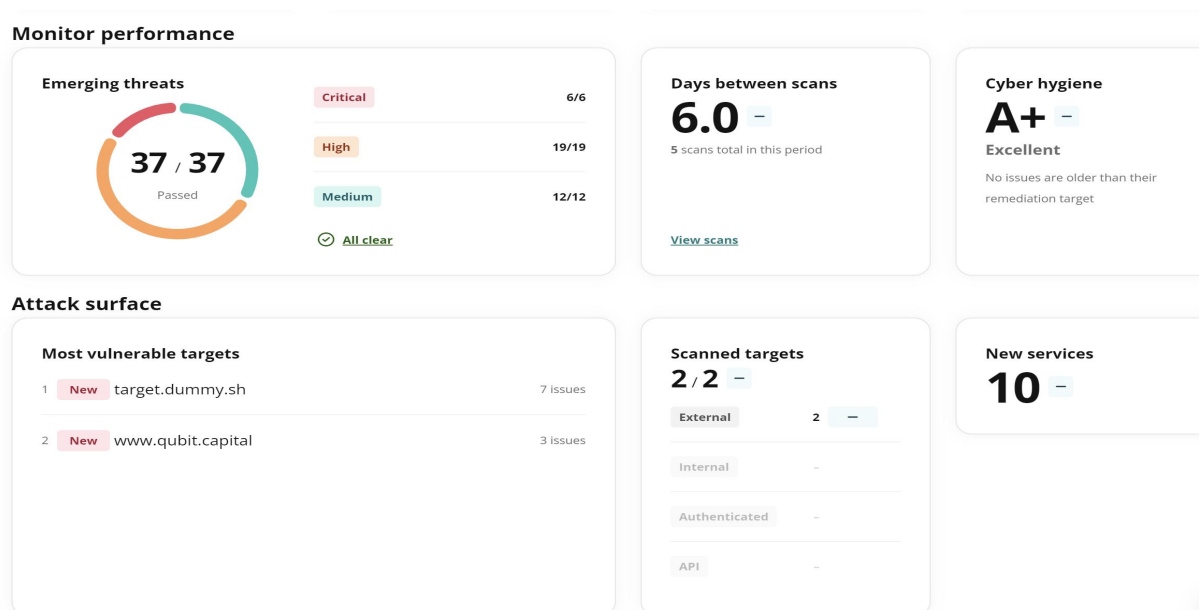 Monitor performance
Emerging threats
37 / 37
Passed
Critical 6/6
High 19/19
Medium 12/12
All clear
Days between scans
6.0 –
5 scans total in this period
View scans
Cyber hygiene
A+ –
Excellent
No issues are older than their
remediation target
Attack surface
Most vulnerable targets
1 New target.dummy.sh 7 issues
2 New www.qubit.capital 3 issues
Scanned targets
2 / 2 –
External 2 –
Internal –
Authenticated –
API –
New services
10 –